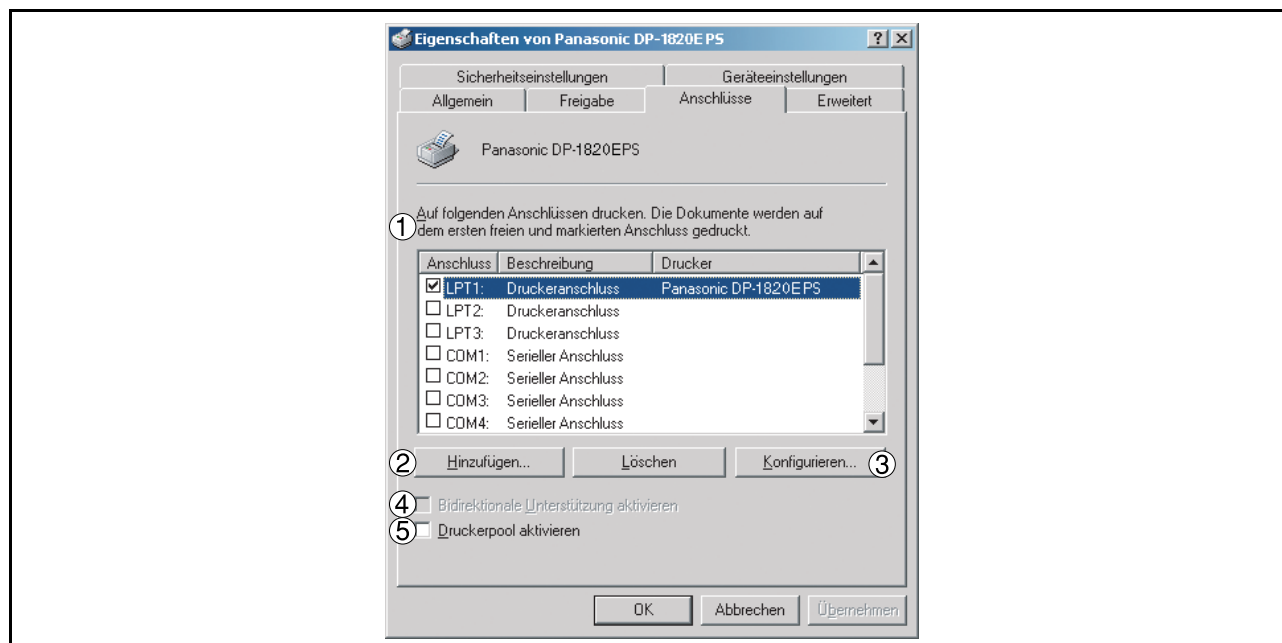 Eigenschaften von Panasonic DP-1820EPS
? ×
Sicherheitseinstellungen Geräteeinstellungen
Allgemein Freigabe Anschlüsse Erweitert
Panasonic DP-1820EPS
① Auf folgenden Anschlüssen drucken. Die Dokumente werden auf
dem ersten freien und markierten Anschluss gedruckt.
Anschluss Beschreibung Drucker
LPT1: Druckeranschluss Panasonic DP-1820EPS
LPT2: Druckeranschluss
LPT3: Druckeranschluss
COM1: Serieller Anschluss
COM2: Serieller Anschluss
COM3: Serieller Anschluss
COM4: Serieller Anschluss
② Hinzufügen... Löschen Konfigurieren... ③
④ Bidirektionale Unterstützung aktivieren
⑤ Druckerpool aktivieren
OK Abbrechen Übernehmen